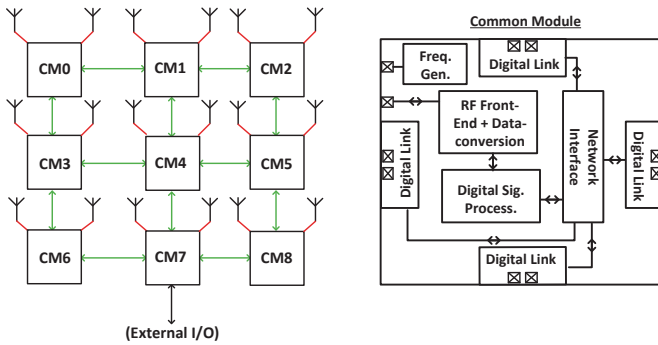 CM0
CM1
CM2
CM3
CM4
CM5
CM6
CM7
CM8
(External I/O)
Common Module
Freq.
Gen.
Digital Link
RF Front-
End + Data-
conversion
Digital Link
Network
Interface
Digital Link
Digital Sig.
Process.
Digital Link